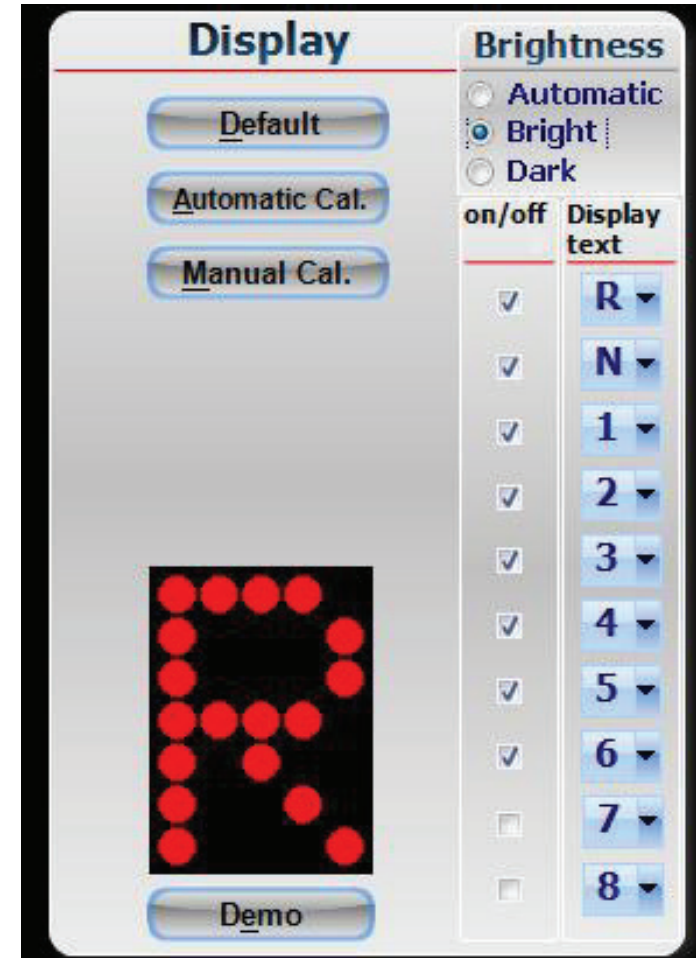 Display
Default
Automatic Cal.
Manual Cal.
R
Demo
Brightness
Automatic
Bright
Dark
on/off
Display
text
R
N
1
2
3
4
5
6
7
8